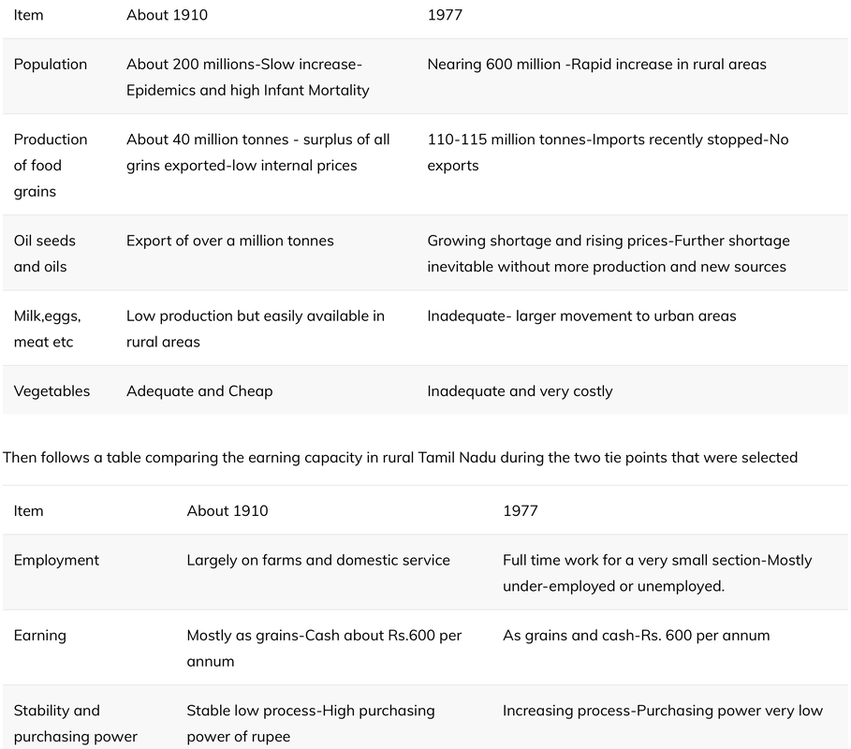 Item About 1910 1977
Population About 200 millions-Slow increase- Nearing 600 million -Rapid increase in rural areas
Epidemics and high Infant Mortality
Production About 40 million tonnes - surplus of all 110-115 million tonnes-Imports recently stopped-No
of food grins exported-low internal prices exports
grains
Oil seeds Export of over a million tonnes Growing shortage and rising prices-Further shortage
and oils inevitable without more production and new sources
Milk,eggs, Low production but easily available in Inadequate- larger movement to urban areas
meat etc rural areas
Vegetables Adequate and Cheap Inadequate and very costly
Then follows a table comparing the earning capacity in rural Tamil Nadu during the two tie points that were selected
Item About 1910 1977
Employment Largely on farms and domestic service Full time work for a very small section-Mostly
under-employed or unemployed.
Earning Mostly as grains-Cash about Rs.600 per As grains and cash-Rs. 600 per annum
annum
Stability and Stable low process-High purchasing Increasing process-Purchasing power very low
purchasing power power of rupee